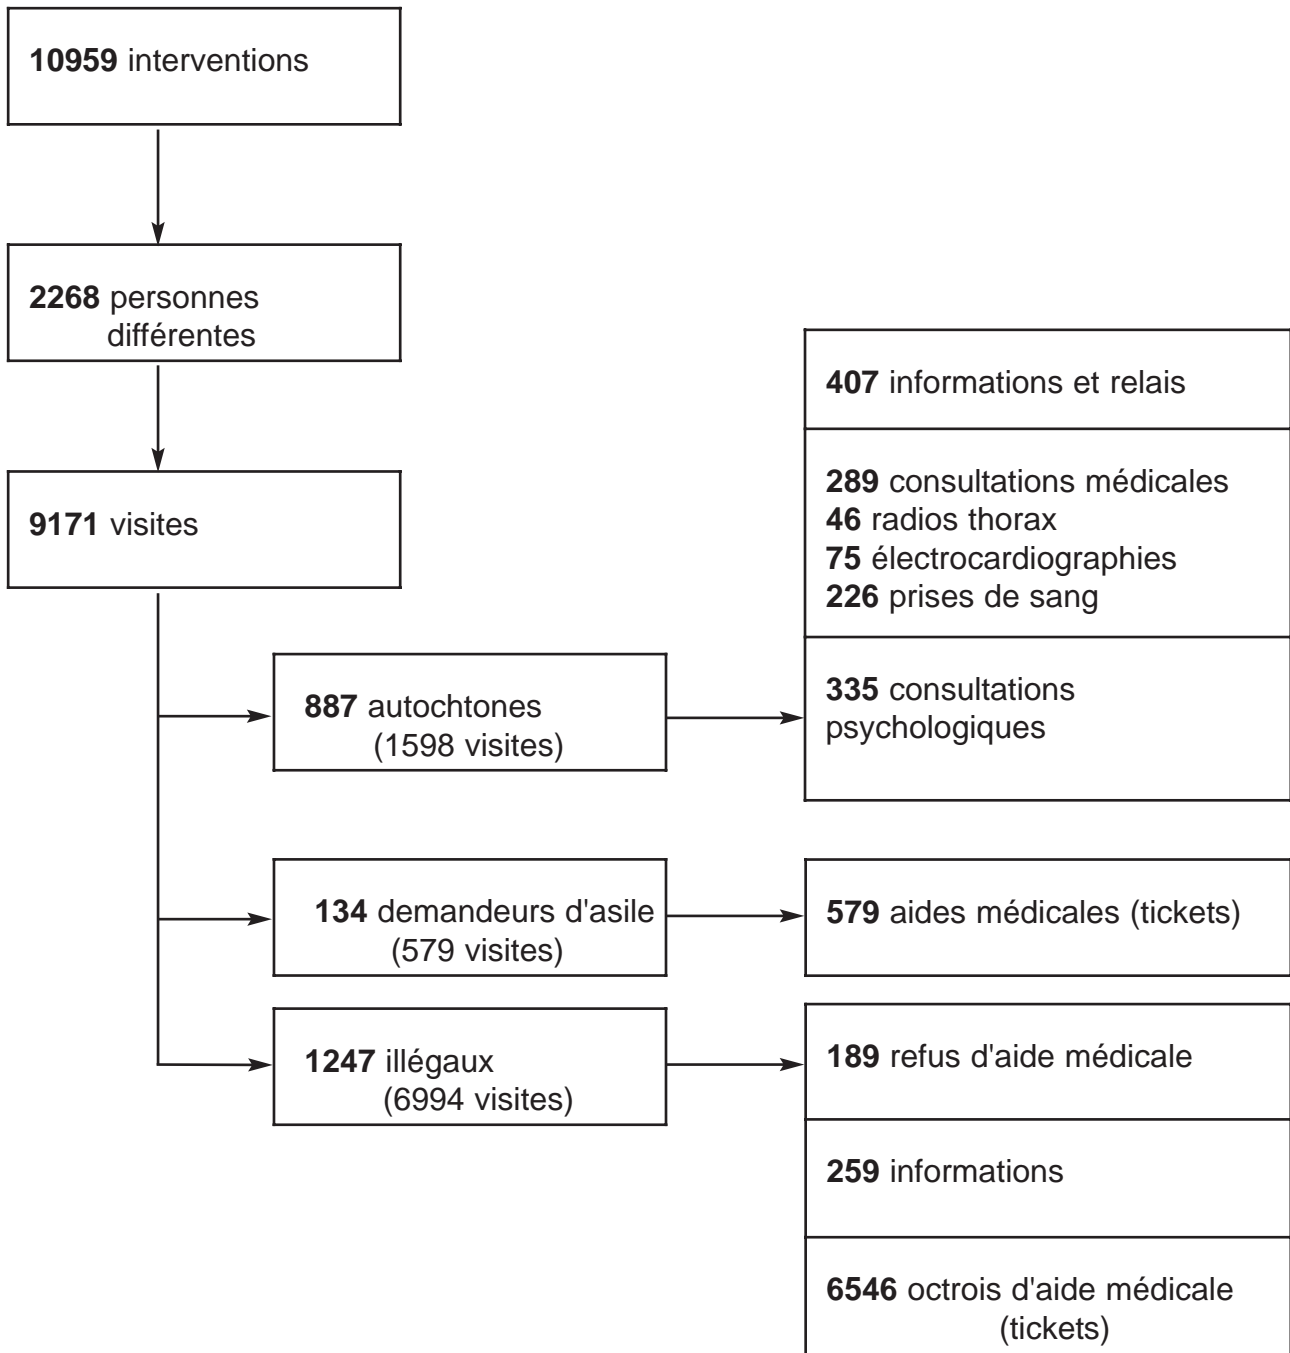 10959 interventions
2268 personnes
différentes
9171 visites
887 autochtones
(1598 visites)
407 informations et relais
289 consultations médicales
46 radios thorax
75 électrocardiographies
226 prises de sang
335 consultations
psychologiques
134 demandeurs d'asile
(579 visites)
579 aides médicales (tickets)
1247 illégaux
(6994 visites)
189 refus d'aide médicale
259 informations
6546 octrois d'aide médicale
(tickets)